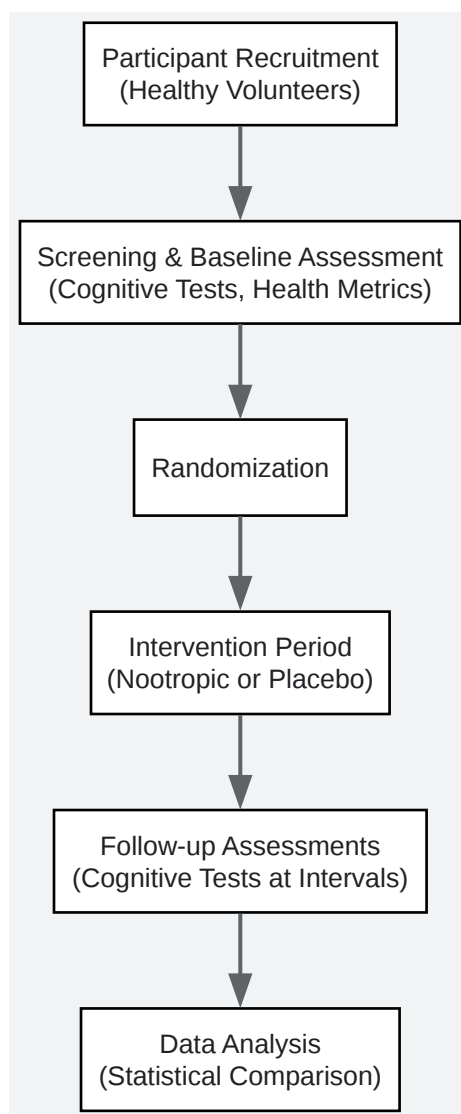 Participant Recruitment
(Healthy Volunteers)
Screening & Baseline Assessment
(Cognitive Tests, Health Metrics)
Randomization
Intervention Period
(Nootropic or Placebo)
Follow-up Assessments
(Cognitive Tests at Intervals)
Data Analysis
(Statistical Comparison)